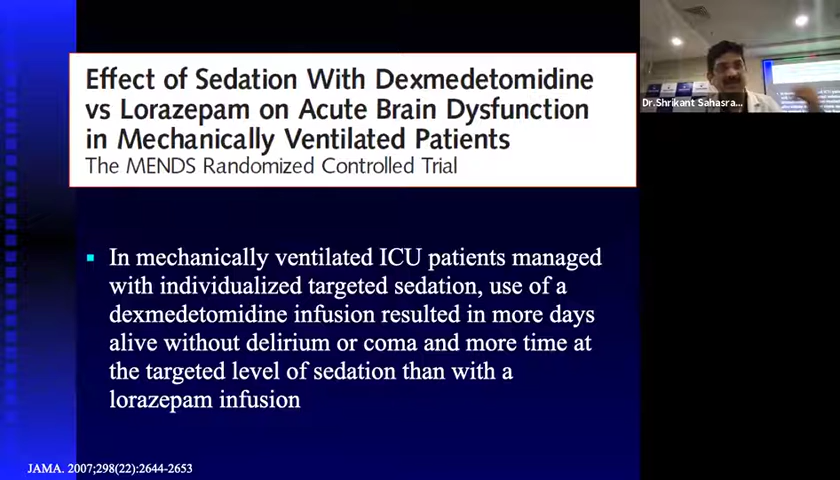 Effect of Sedation With Dexmedetomidine
vs Lorazepam on Acute Brain Dysfunction
in Mechanically Ventilated Patients
The MENDS Randomized Controlled Trial
Dr.Shrikant Sahasra...
In mechanically ventilated ICU patients managed
with individualized targeted sedation, use of a
dexmedetomidine infusion resulted in more days
alive without delirium or coma and more time at
the targeted level of sedation than with a
lorazepam infusion
JAMA. 2007;298(22):2644-2653